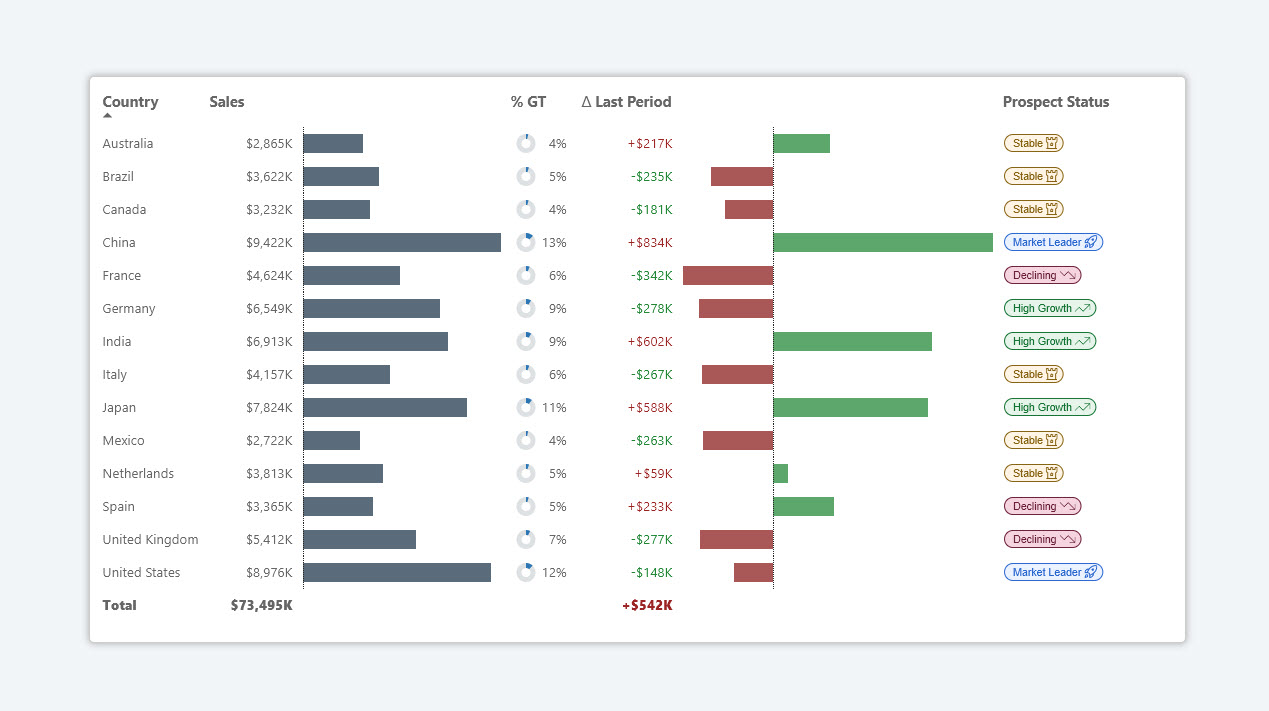 Country Sales % GT Δ Last Period Prospect Status
Australia $2,865K 4% +$217K Stable
Brazil $3,622K 5% -$235K Stable
Canada $3,232K 4% -$181K Stable
China $9,422K 13% +$834K Market Leader
France $4,624K 6% -$342K Declining
Germany $6,549K 9% -$278K High Growth
India $6,913K 9% +$602K High Growth
Italy $4,157K 6% -$267K Stable
Japan $7,824K 11% +$588K High Growth
Mexico $2,722K 4% -$263K Stable
Netherlands $3,813K 5% +$59K Stable
Spain $3,365K 5% +$233K Declining
United Kingdom $5,412K 7% -$277K Declining
United States $8,976K 12% -$148K Market Leader
Total $73,495K +$542K